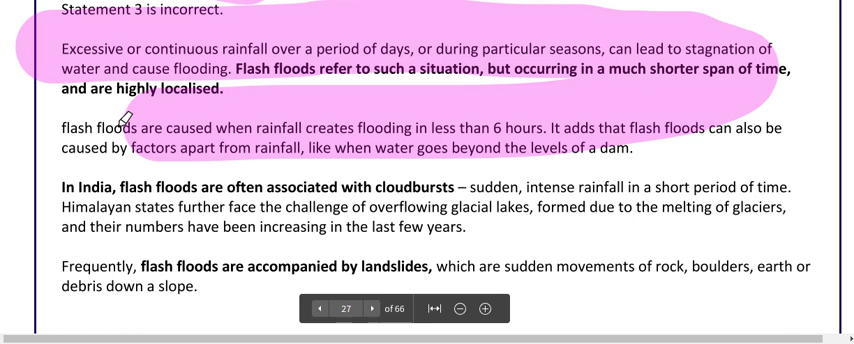 Statement 3 is incorrect.
Excessive or continuous rainfall over a period of days, or during particular seasons, can lead to stagnation of
water and cause flooding. Flash floods refer to such a situation, but occurring in a much shorter span of time,
and are highly localised.
flash floods are caused when rainfall creates flooding in less than 6 hours. It adds that flash floods can also be
caused by factors apart from rainfall, like when water goes beyond the levels of a dam.
In India, flash floods are often associated with cloudbursts – sudden, intense rainfall in a short period of time.
Himalayan states further face the challenge of overflowing glacial lakes, formed due to the melting of glaciers,
and their numbers have been increasing in the last few years.
Frequently, flash floods are accompanied by landslides, which are sudden movements of rock, boulders, earth or
debris down a slope.
27 of 66